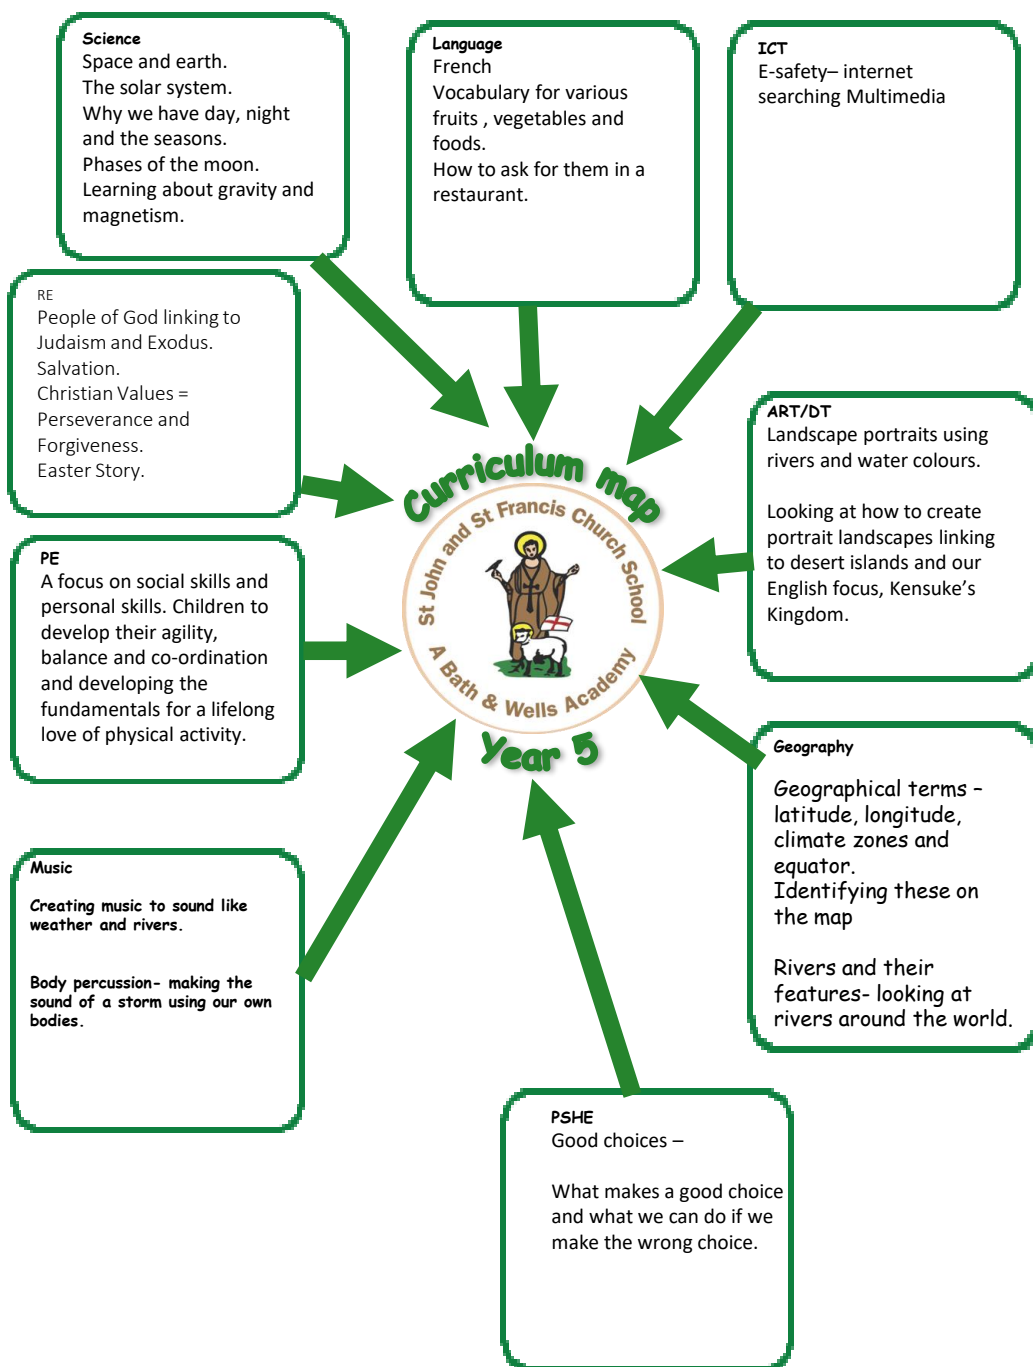 Science
Space and earth.
The solar system.
Why we have day, night
and the seasons.
Phases of the moon.
Learning about gravity and
magnetism.
Language
French
Vocabulary for various
fruits , vegetables and
foods.
How to ask for them in a
restaurant.
ICT
E-safety– internet
searching Multimedia
RE
People of God linking to
Judaism and Exodus.
Salvation.
Christian Values =
Perseverance and
Forgiveness.
Easter Story.
ART/DT
Landscape portraits using
rivers and water colours.
Looking at how to create
portrait landscapes linking
to desert islands and our
English focus, Kensuke’s
Kingdom.
Curriculum map
St John and St Francis Church School
A Bath & Wells Academy
Year 5
PE
A focus on social skills and
personal skills. Children to
develop their agility,
balance and co-ordination
and developing the
fundamentals for a lifelong
love of physical activity.
Geography
Geographical terms –
latitude, longitude,
climate zones and
equator.
Identifying these on
the map
Rivers and their
features- looking at
rivers around the world.
Music
Creating music to sound like
weather and rivers.
Body percussion- making the
sound of a storm using our own
bodies.
PSHE
Good choices –
What makes a good choice
and what we can do if we
make the wrong choice.